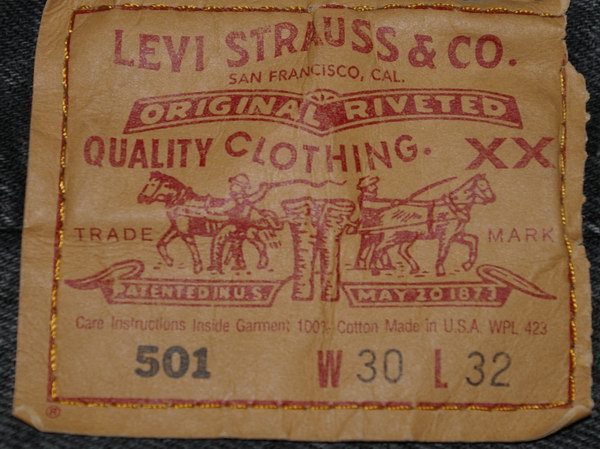 LEVI STRAUSS & CO.
SAN FRANCISCO, CAL.
ORIGINAL RIVETED
QUALITY CLOTHING. XX
TRADE MARK
PATENTED IN U.S. MAY 20 1873
Care Instructions Inside Garment 100% Cotton Made in U.S.A. WPL 423
501 W 30 L 32
®